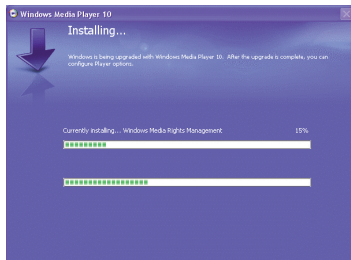 Windows Media Player 10
Installing...
Windows is being upgraded with Windows Media Player 10. After the upgrade is complete, you can
configure Player options.
Currently installing... Windows Media Rights Management 15%